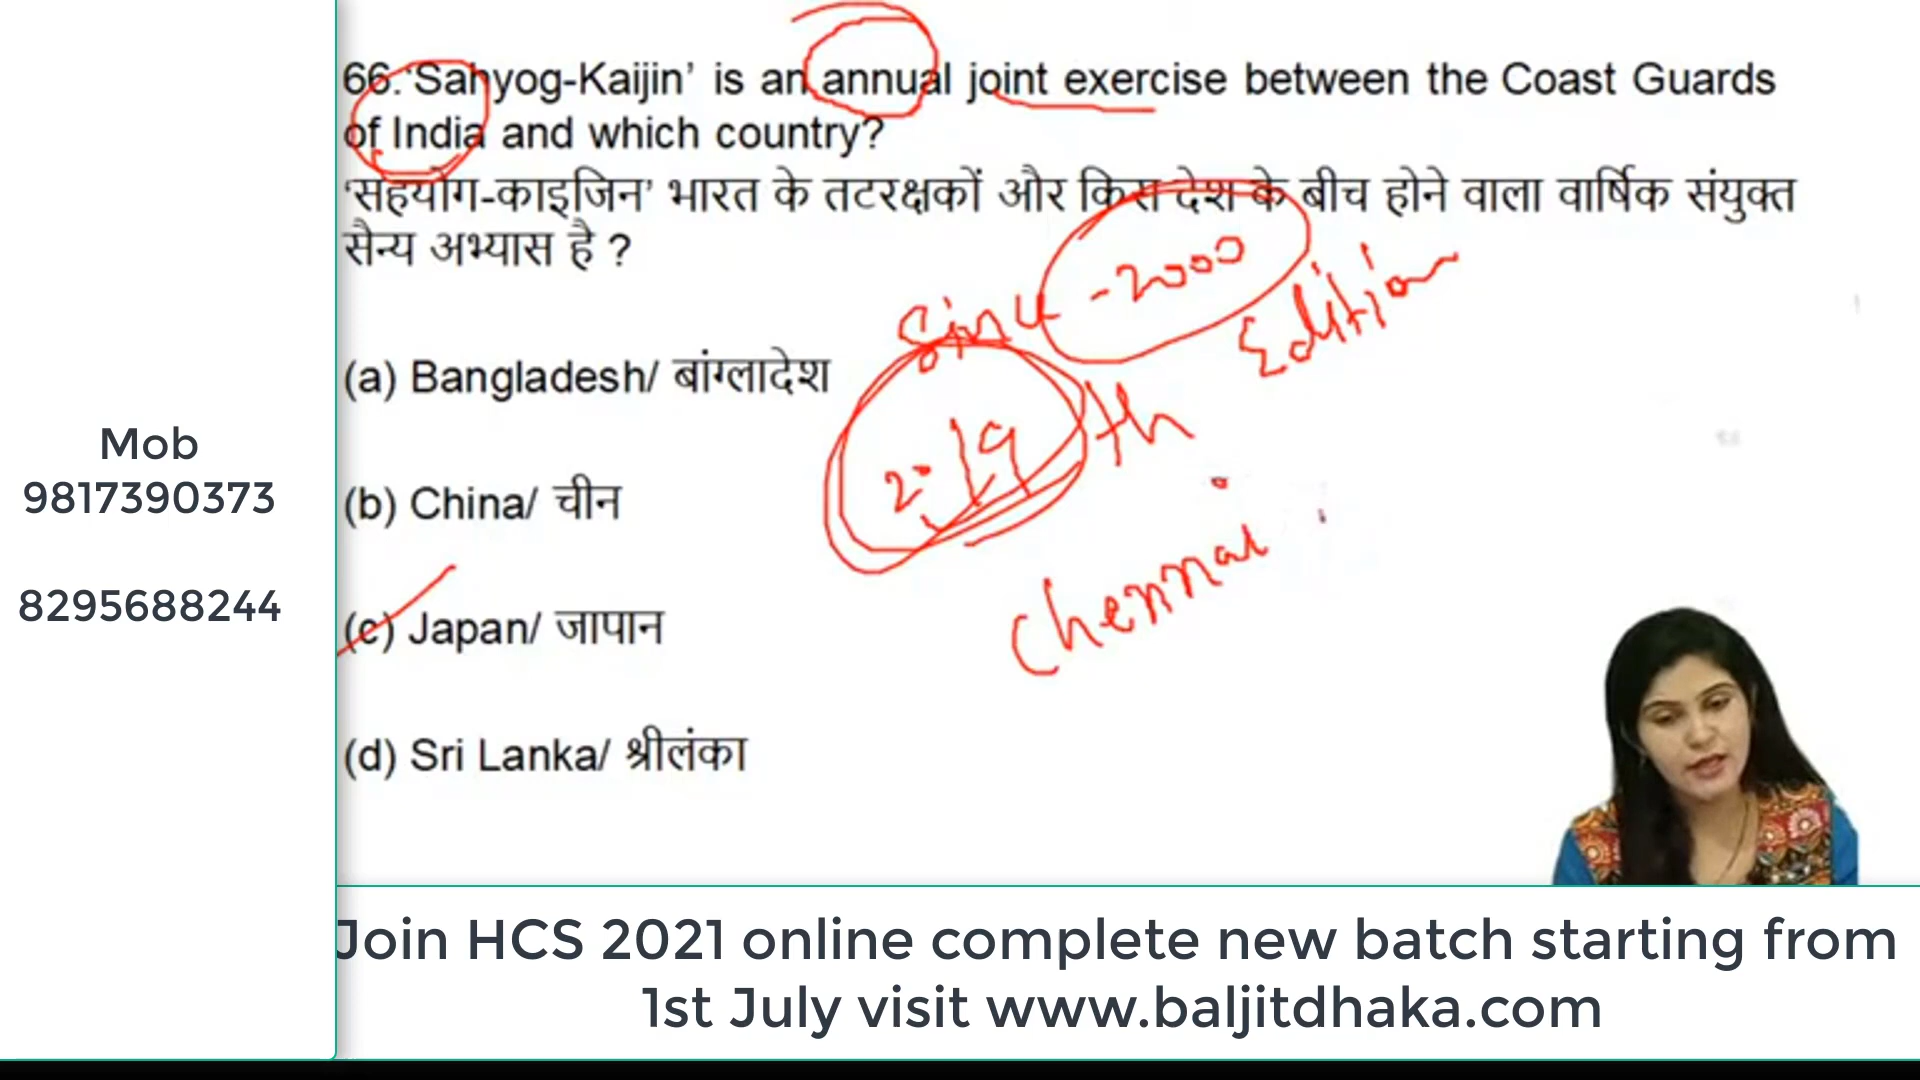 66. 'Sahyog-Kaijin' is an annual joint exercise between the Coast Guards
of India and which country?
'सहयोग-काइजिन' भारत के तटरक्षकों और किस देश के बीच होने वाला वार्षिक संयुक्त
सैन्य अभ्यास है ?
Since - 2000
(a) Bangladesh/ बांग्लादेश
19 th Edition
(b) China/ चीन
Chennai
(c) Japan/ जापान
(d) Sri Lanka/ श्रीलंका
Mob
9817390373
8295688244
Join HCS 2021 online complete new batch starting from
1st July visit www.baljitdhaka.com